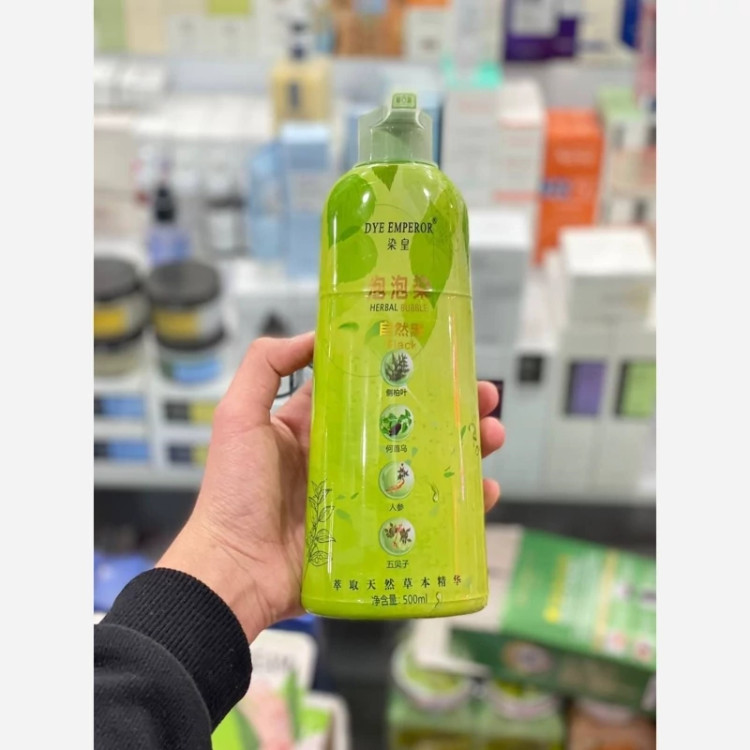 DYE EMPEROR®
染皇
泡泡染
HERBAL BUBBLE
自然黑
Black
侧柏叶
何首乌
人参
五贝子
萃取天然草本精华
净含量: 500ml